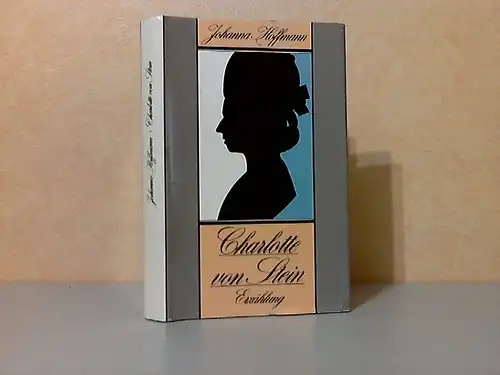 Johanna Hoffmann
Charlotte
von Stein
Erzählung
Johanna Hoffmann · Charlotte von Stein